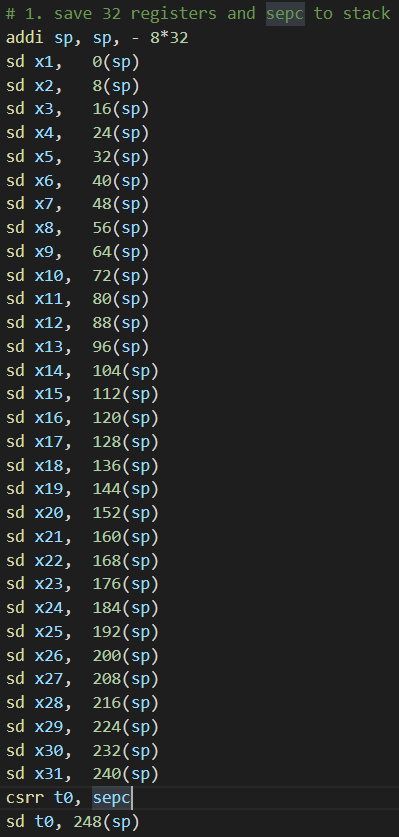 # 1. save 32 registers and sepc to stack
addi sp, sp, - 8*32
sd x1,   0(sp)
sd x2,   8(sp)
sd x3,   16(sp)
sd x4,   24(sp)
sd x5,   32(sp)
sd x6,   40(sp)
sd x7,   48(sp)
sd x8,   56(sp)
sd x9,   64(sp)
sd x10,  72(sp)
sd x11,  80(sp)
sd x12,  88(sp)
sd x13,  96(sp)
sd x14,  104(sp)
sd x15,  112(sp)
sd x16,  120(sp)
sd x17,  128(sp)
sd x18,  136(sp)
sd x19,  144(sp)
sd x20,  152(sp)
sd x21,  160(sp)
sd x22,  168(sp)
sd x23,  176(sp)
sd x24,  184(sp)
sd x25,  192(sp)
sd x26,  200(sp)
sd x27,  208(sp)
sd x28,  216(sp)
sd x29,  224(sp)
sd x30,  232(sp)
sd x31,  240(sp)
csrr t0, sepc
sd t0, 248(sp)